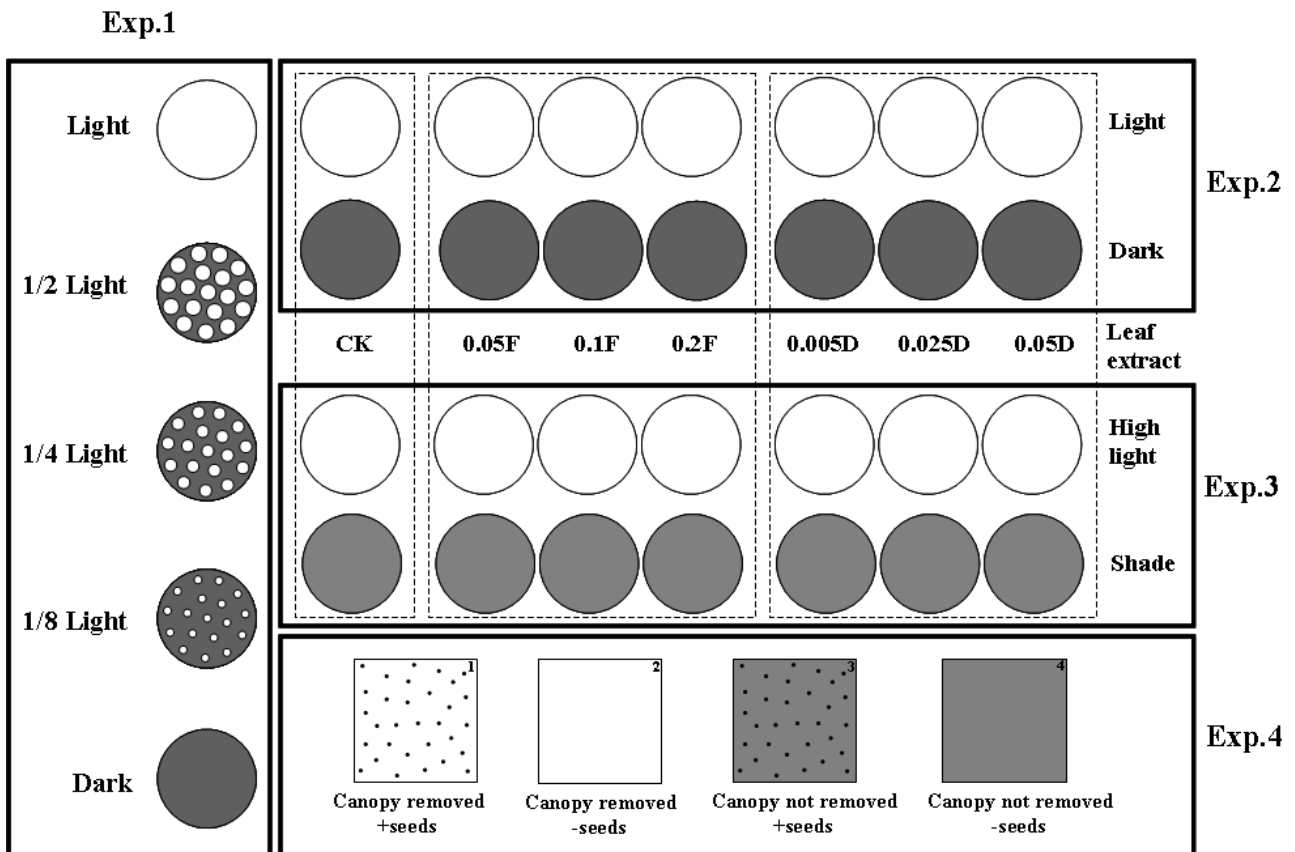 Exp.1
Light
1/2 Light
1/4 Light
1/8 Light
Dark
Light
Dark
Exp.2
CK
0.05F
0.1F
0.2F
0.005D
0.025D
0.05D
Leaf
extract
High
light
Shade
Exp.3
1
2
3
4
Canopy removed
+seeds
Canopy removed
-seeds
Canopy not removed
+seeds
Canopy not removed
-seeds
Exp.4